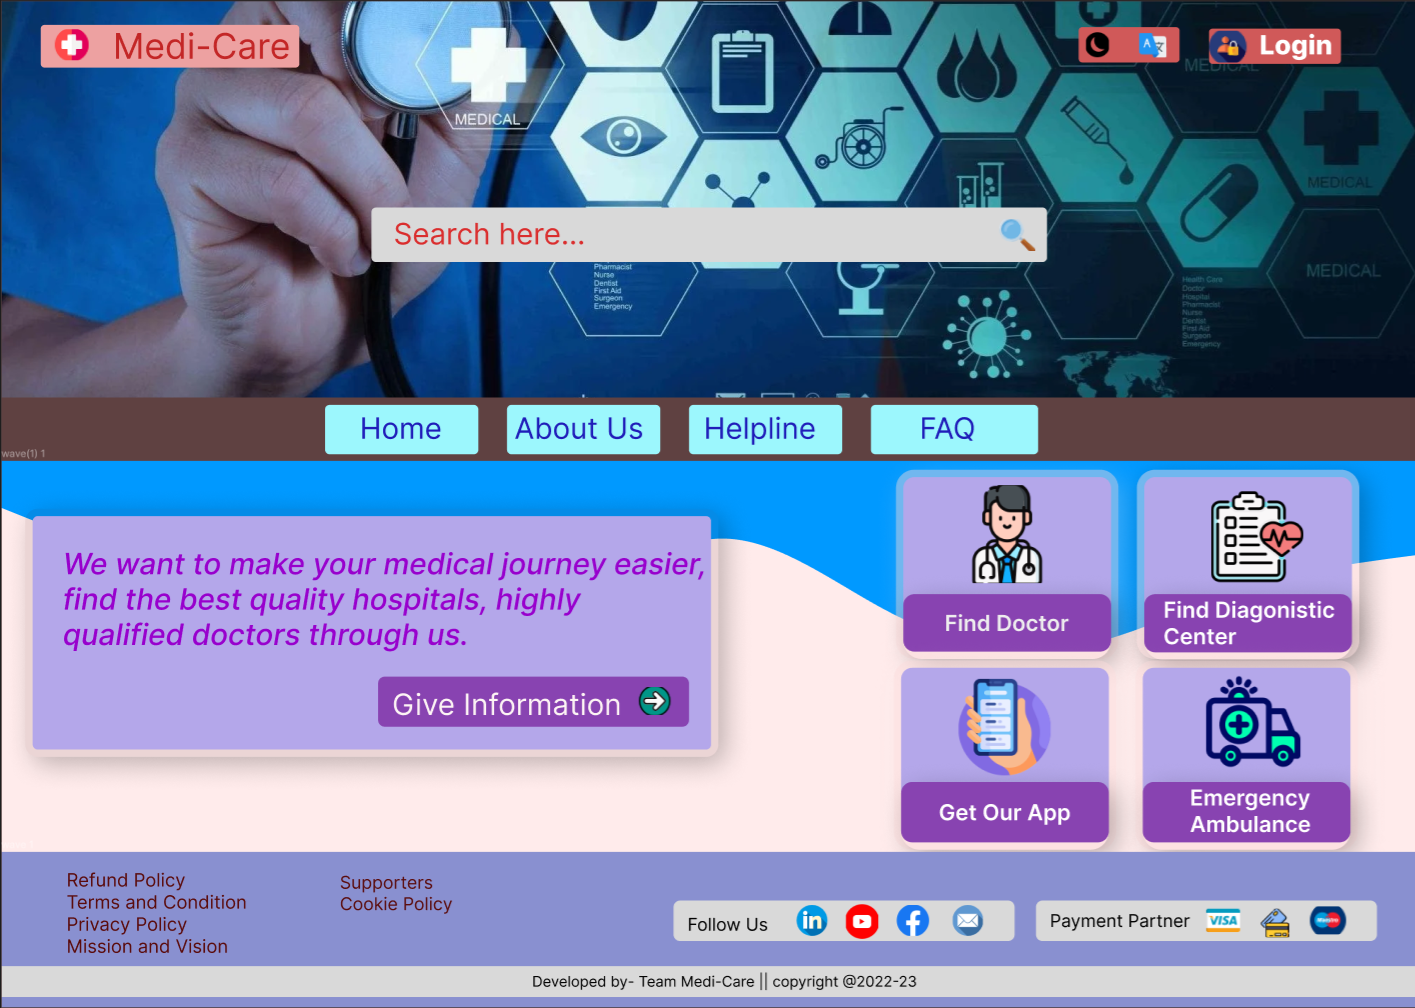 Medi-Care
Login
MEDICAL
MEDICAL
MEDICAL
Search here...
MEDICAL
Pharmacist
Nurse
Dentist
First Aid
Surgeon
Emergency
Health Care
Doctor
Hospital
Pharmacist
Nurse
Dentist
First Aid
Surgeon
Emergency
Home
About Us
Helpline
FAQ
wave(1) 1
We want to make your medical journey easier,
find the best quality hospitals, highly
qualified doctors through us.
Give Information
Find Doctor
Find Diagonistic
Center
Get Our App
Emergency
Ambulance
Refund Policy
Terms and Condition
Privacy Policy
Mission and Vision
Supporters
Cookie Policy
Follow Us
in
Payment Partner
VISA
Maestro
Developed by- Team Medi-Care || copyright @2022-23